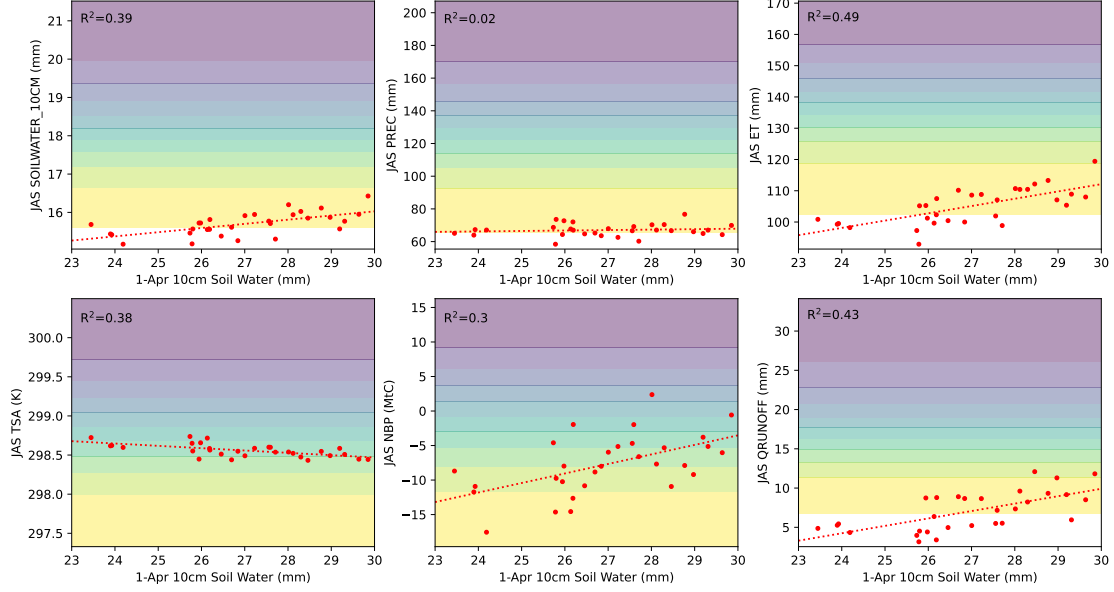 R²=0.39
21
20
19
18
17
16
JAS SOILWATER_10CM (mm)
23 24 25 26 27 28 29 30
1-Apr 10cm Soil Water (mm)
R²=0.02
200
180
160
140
120
100
80
60
JAS PREC (mm)
23 24 25 26 27 28 29 30
1-Apr 10cm Soil Water (mm)
R²=0.49
170
160
150
140
130
120
110
100
JAS ET (mm)
23 24 25 26 27 28 29 30
1-Apr 10cm Soil Water (mm)
R²=0.38
300.0
299.5
299.0
298.5
298.0
297.5
JAS TSA (K)
23 24 25 26 27 28 29 30
1-Apr 10cm Soil Water (mm)
R²=0.3
15
10
5
0
−5
−10
−15
JAS NBP (MtC)
23 24 25 26 27 28 29 30
1-Apr 10cm Soil Water (mm)
R²=0.43
30
25
20
15
10
5
JAS QRUNOFF (mm)
23 24 25 26 27 28 29 30
1-Apr 10cm Soil Water (mm)